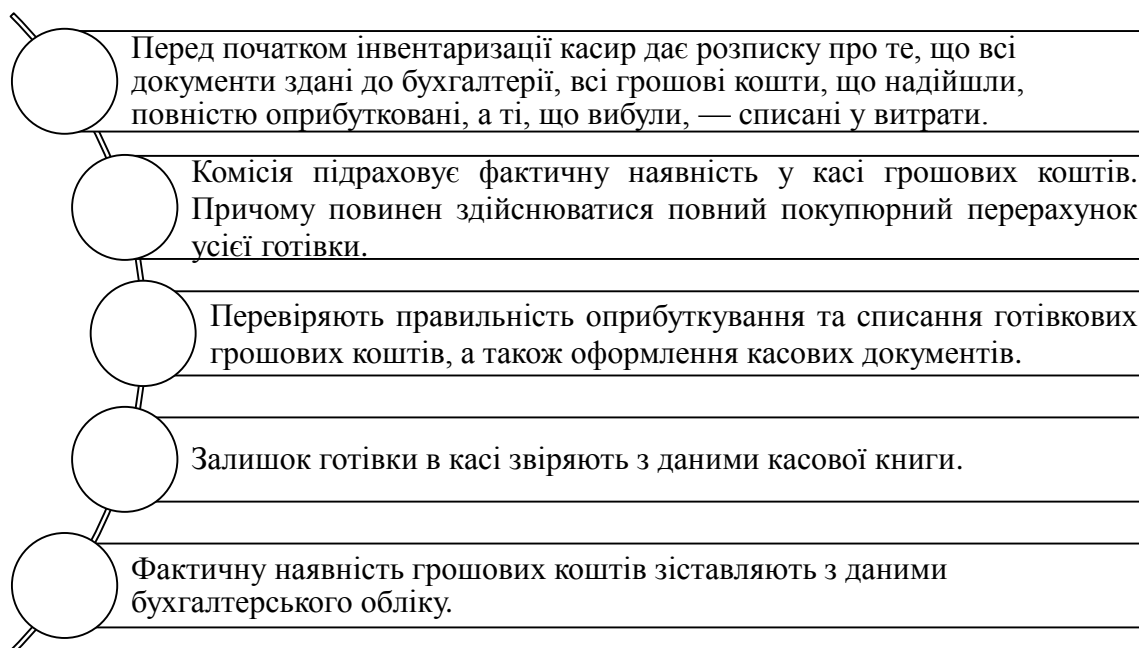 Перед початком інвентаризації касир дає розписку про те, що всі
документи здані до бухгалтерії, всі грошові кошти, що надійшли,
повністю оприбутковані, а ті, що вибули, — списані у витрати.
Комісія підраховує фактичну наявність у касі грошових коштів.
Причому повинен здійснюватися повний покупюрний перерахунок
усієї готівки.
Перевіряють правильність оприбуткування та списання готівкових
грошових коштів, а також оформлення касових документів.
Залишок готівки в касі звіряють з даними касової книги.
Фактичну наявність грошових коштів зіставляють з даними
бухгалтерського обліку.